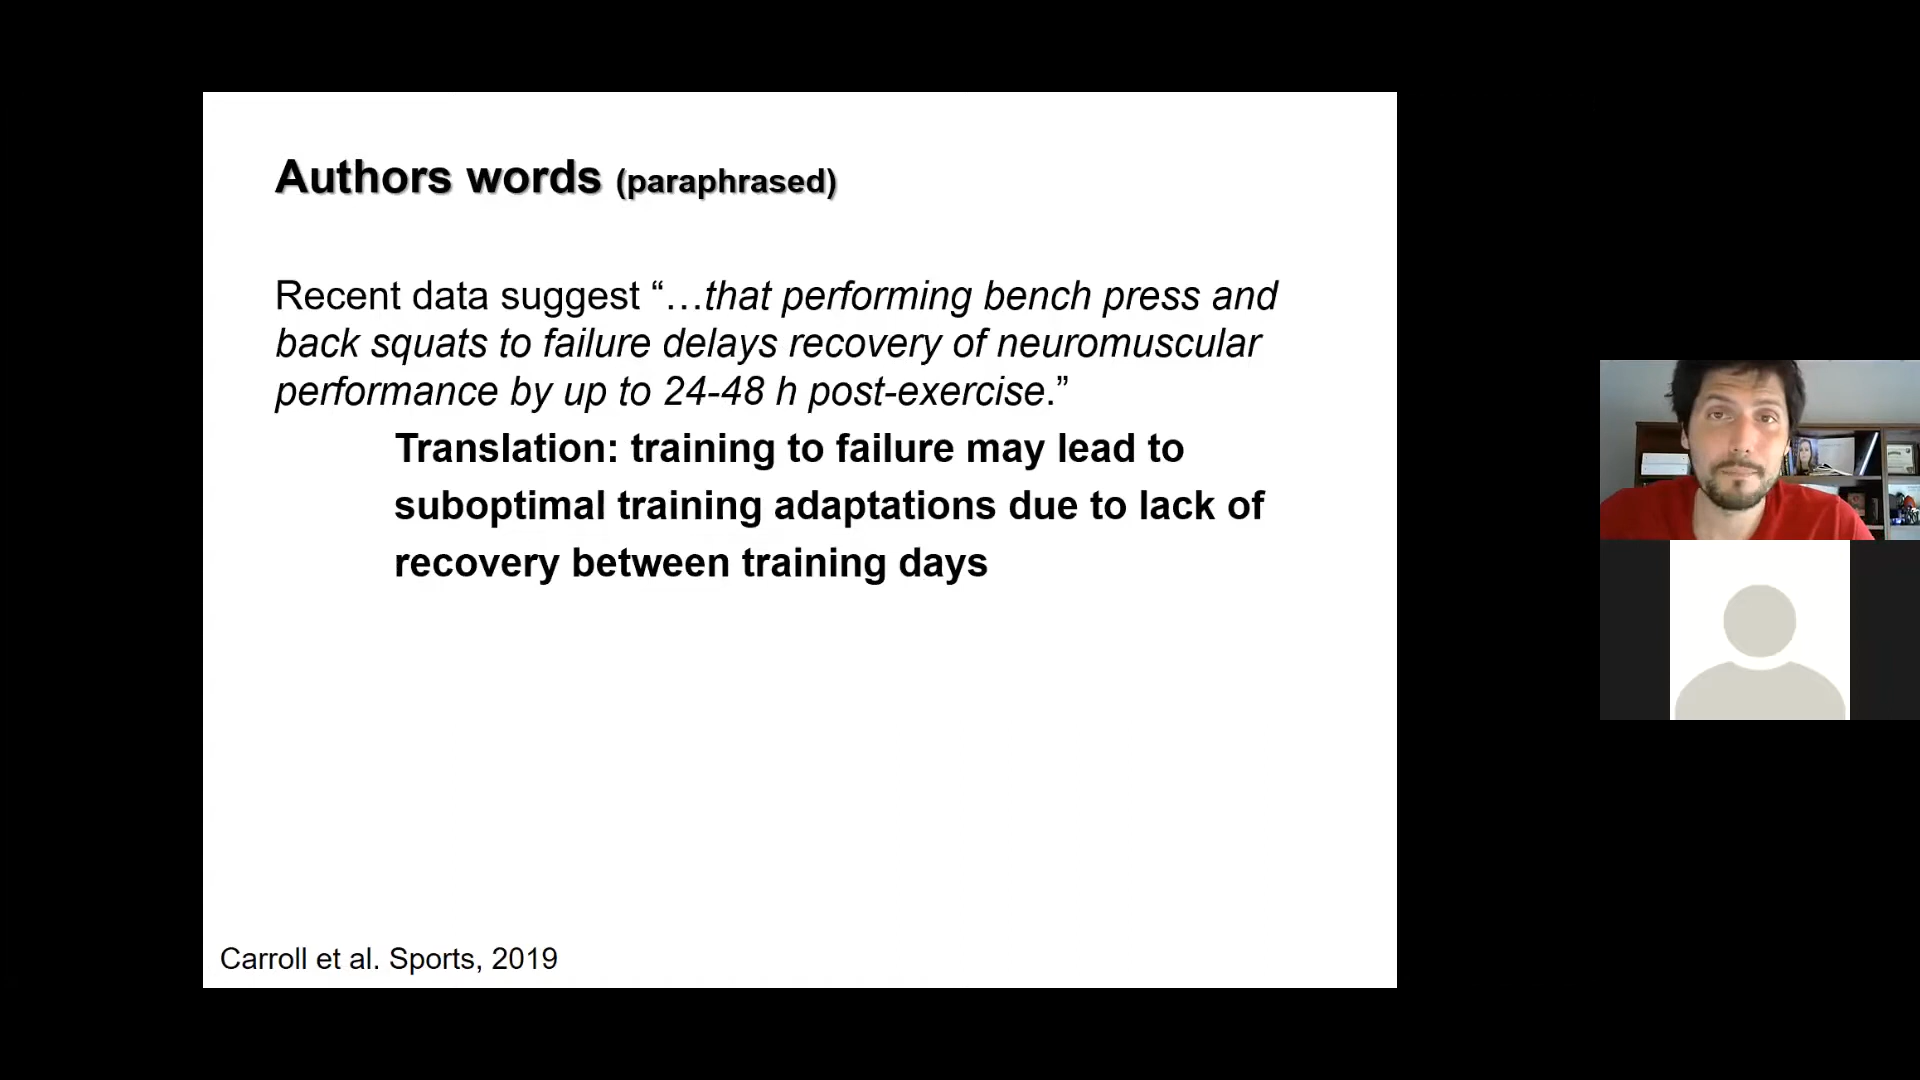 Authors words (paraphrased)
Recent data suggest “…that performing bench press and
back squats to failure delays recovery of neuromuscular
performance by up to 24-48 h post-exercise.”
Translation: training to failure may lead to
suboptimal training adaptations due to lack of
recovery between training days
Carroll et al. Sports, 2019